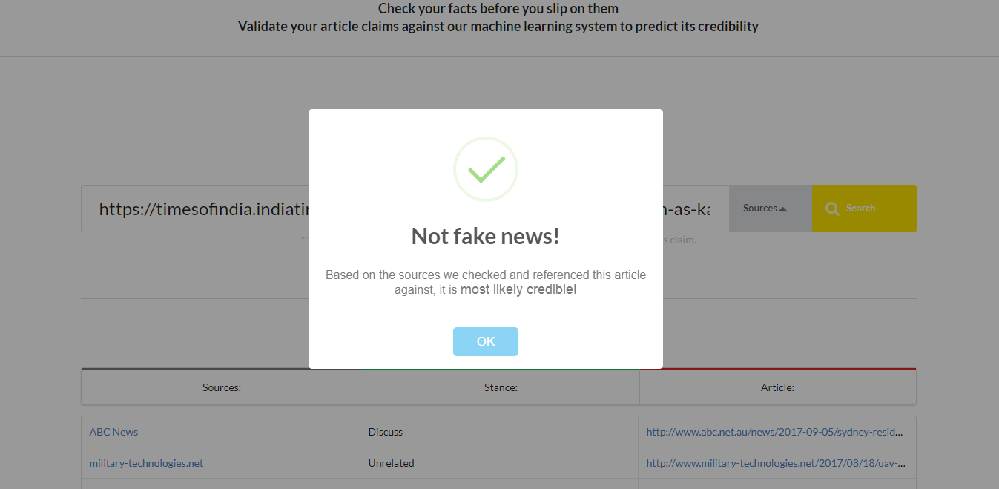 Check your facts before you slip on them
Validate your article claims against our machine learning system to predict its credibility
Not fake news!
Based on the sources we checked and referenced this article
against, it is most likely credible!
OK
https://timesofindia.indiatin
-as-ka
Sources
Search
s claim.
Sources:
Stance:
Article:
ABC News
Discuss
http://www.abc.net.au/news/2017-09-05/sydney-resid...
military-technologies.net
Unrelated
http://www.military-technologies.net/2017/08/18/uav-...